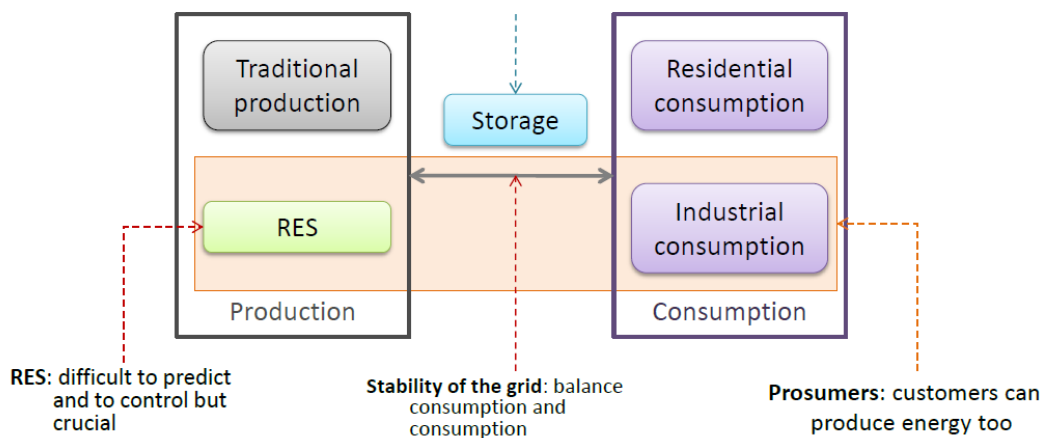 Traditional
production
Storage
Residential
consumption
RES
Industrial
consumption
Production
Consumption
RES: difficult to predict
and to control but
crucial
Stability of the grid: balance
consumption and
consumption
Prosumers: customers can
produce energy too